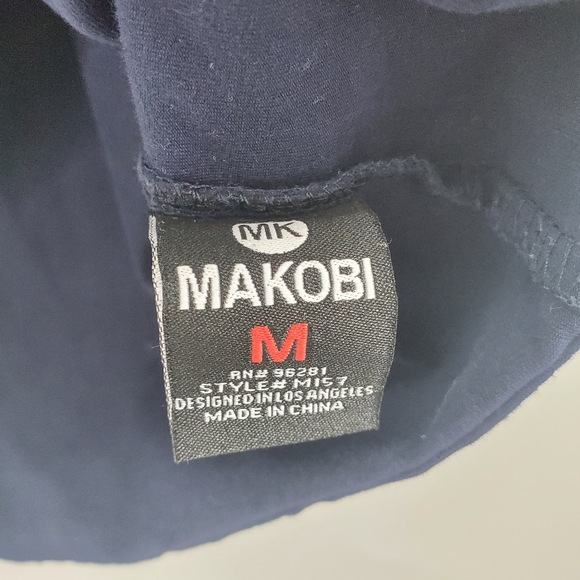 MK
MAKOBI
M
RN# 96281
STYLE# M157
DESIGNED IN LOS ANGELES
MADE IN CHINA